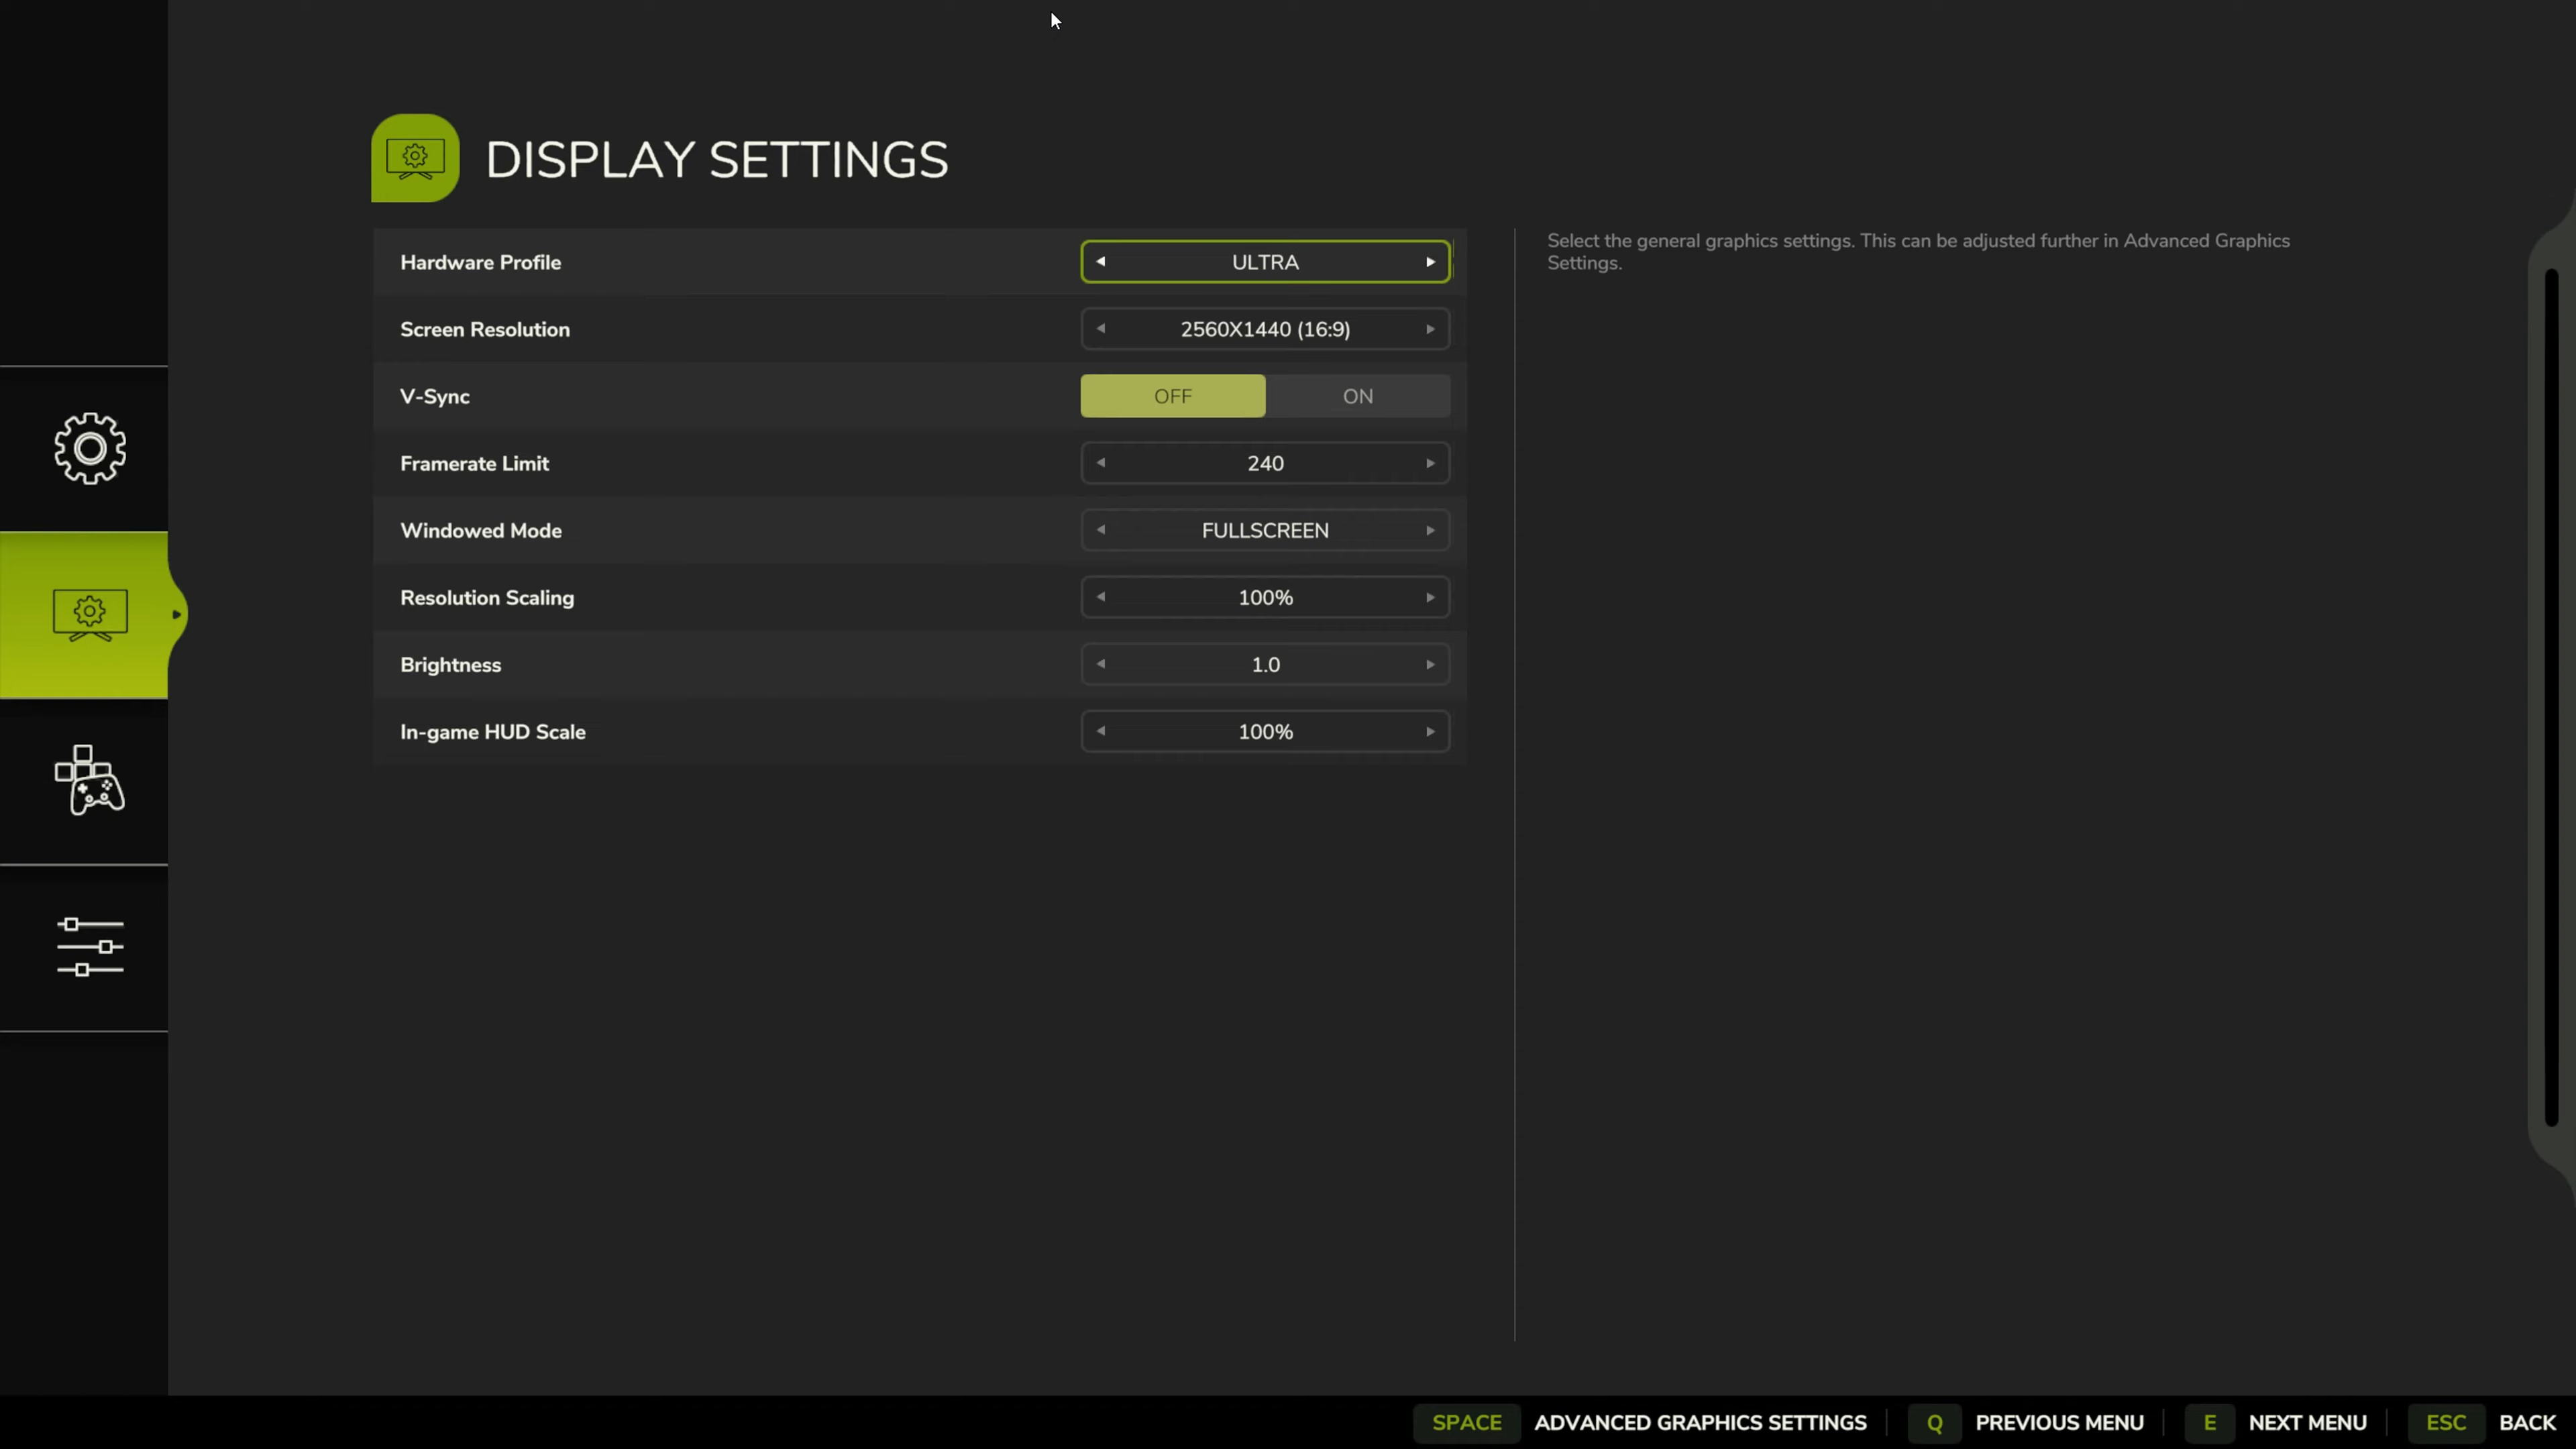 DISPLAY SETTINGS
Hardware Profile ULTRA
Screen Resolution 2560X1440 (16:9)
V-Sync OFF ON
Framerate Limit 240
Windowed Mode FULLSCREEN
Resolution Scaling 100%
Brightness 1.0
In-game HUD Scale 100%
Select the general graphics settings. This can be adjusted further in Advanced Graphics
Settings.
SPACE ADVANCED GRAPHICS SETTINGS Q PREVIOUS MENU E NEXT MENU ESC BACK